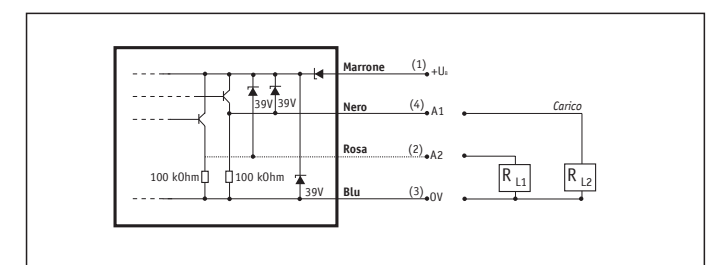 Marrone (1) +UB
39V 39V Nero (4) A1 Carico
Rosa (2) A2
100 kOhm 100 kOhm 39V Blu (3) 0V
R L1 R L2